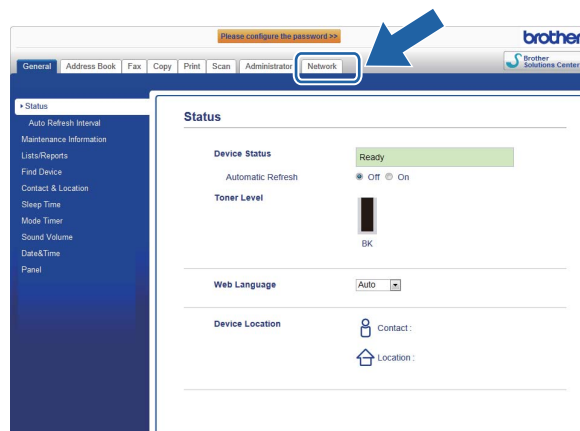 Please configure the password >>
brother
General Address Book Fax Copy Print Scan Administrator Network
Brother
Solutions Center
Status
Auto Refresh Interval
Maintenance Information
Lists/Reports
Find Device
Contact & Location
Sleep Time
Mode Timer
Sound Volume
Date&Time
Panel
Status
Device Status Ready
Automatic Refresh Off On
Toner Level
BK
Web Language Auto
Device Location Contact :
Location :